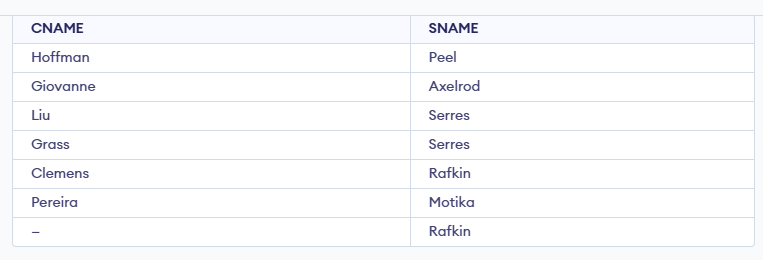 CNAME SNAME
Hoffman Peel
Giovanne Axelrod
Liu Serres
Grass Serres
Clemens Rafkin
Pereira Motika
– Rafkin